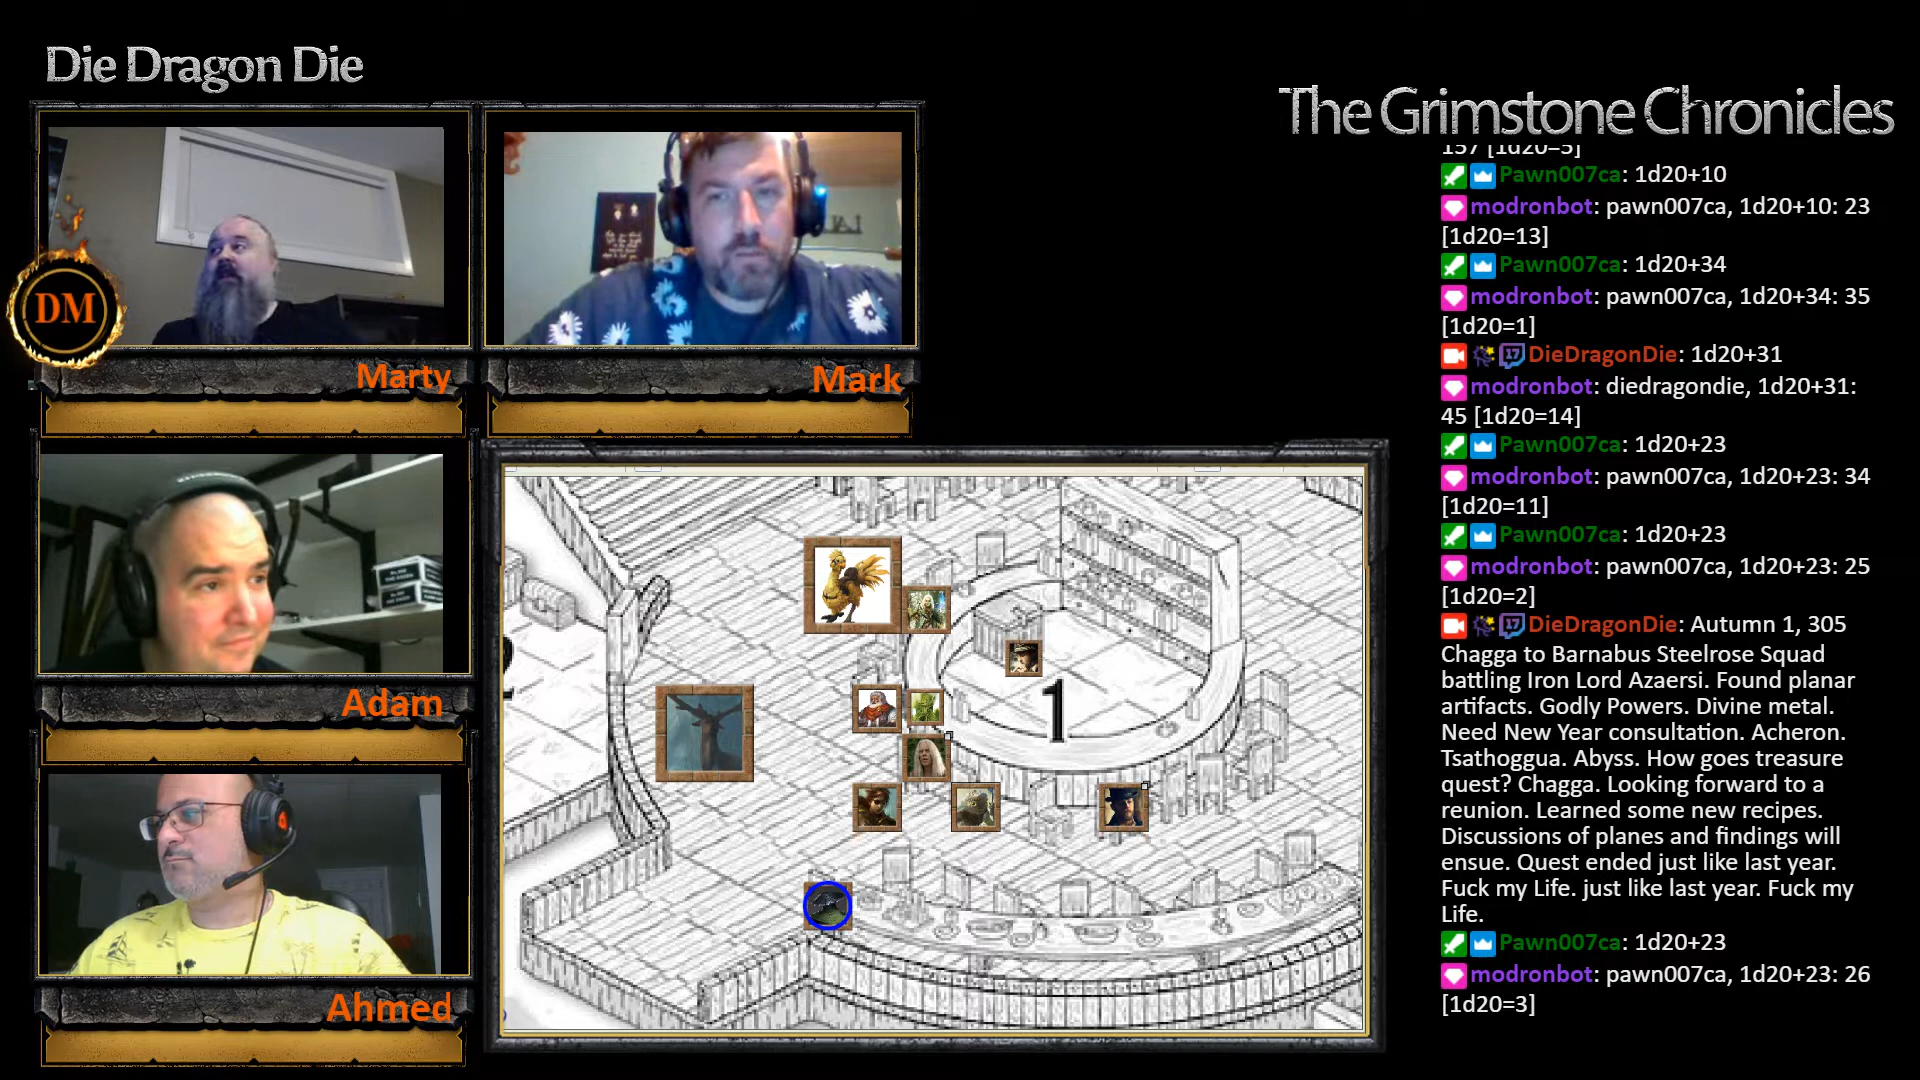 Die Dragon Die
The Grimstone Chronicles
DM
Marty
Mark
Adam
Ahmed
1
157 [1d20=5]
Pawn007ca: 1d20+10
modronbot: pawn007ca, 1d20+10: 23
[1d20=13]
Pawn007ca: 1d20+34
modronbot: pawn007ca, 1d20+34: 35
[1d20=1]
DieDragonDie: 1d20+31
modronbot: diedragondie, 1d20+31:
45 [1d20=14]
Pawn007ca: 1d20+23
modronbot: pawn007ca, 1d20+23: 34
[1d20=11]
Pawn007ca: 1d20+23
modronbot: pawn007ca, 1d20+23: 25
[1d20=2]
17 DieDragonDie: Autumn 1, 305
Chagga to Barnabus Steelrose Squad
battling Iron Lord Azaersi. Found planar
artifacts. Godly Powers. Divine metal.
Need New Year consultation. Acheron.
Tsathoggua. Abyss. How goes treasure
quest? Chagga. Looking forward to a
reunion. Learned some new recipes.
Discussions of planes and findings will
ensue. Quest ended just like last year.
Fuck my Life. just like last year. Fuck my
Life.
Pawn007ca: 1d20+23
modronbot: pawn007ca, 1d20+23: 26
[1d20=3]